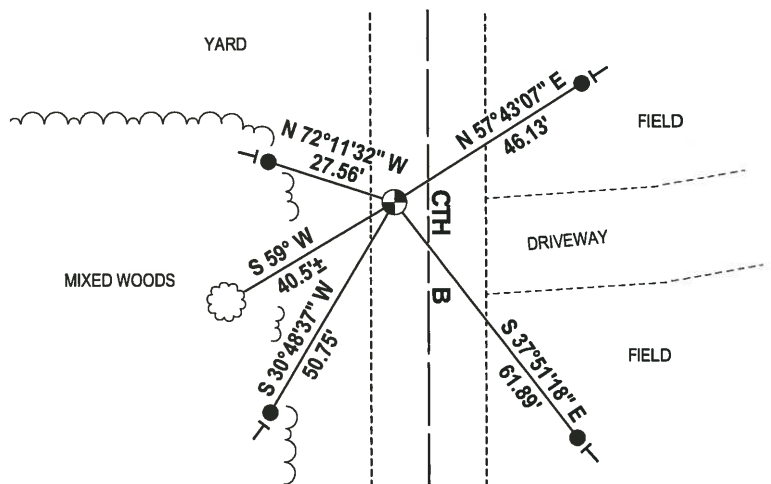 YARD
N 57°43'07" E
46.13'
FIELD
N 72°11'32" W
27.56'
CTH
B
DRIVEWAY
S 59° W
40.5'±
MIXED WOODS
S 30°48'37" W
50.75'
S 37°51'18" E
61.89'
FIELD